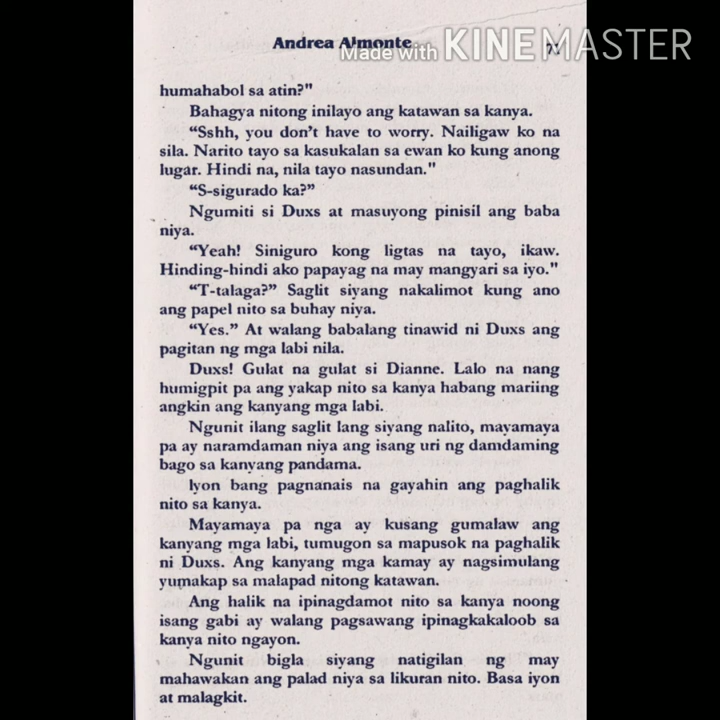 Andrea Almonte
Made with KINEMASTER
humahabol sa atin?"
Bahagya nitong inilayo ang katawan sa kanya.
“Sshh, you don’t have to worry. Nailigaw ko na
sila. Narito tayo sa kasukalan sa ewan ko kung anong
lugar. Hindi na, nila tayo nasundan."
“S-sigurado ka?”
Ngumiti si Duxs at masuyong pinisil ang baba
niya.
“Yeah! Siniguro kong ligtas na tayo, ikaw.
Hinding-hindi ako papayag na may mangyari sa iyo."
“T-talaga?” Saglit siyang nakalimot kung ano
ang papel nito sa buhay niya.
“Yes.” At walang babalang tinawid ni Duxs ang
pagitan ng mga labi nila.
Duxs! Gulat na gulat si Dianne. Lalo na nang
humigpit pa ang yakap nito sa kanya habang mariing
angkin ang kanyang mga labi.
Ngunit ilang saglit lang siyang nalito, mayamaya
pa ay naramdaman niya ang isang uri ng damdaming
bago sa kanyang pandama.
Iyon bang pagnanais na gayahin ang paghalik
nito sa kanya.
Mayamaya pa nga ay kusang gumalaw ang
kanyang mga labi, tumugon sa mapusok na paghalik
ni Duxs. Ang kanyang mga kamay ay nagsimulang
yumakap sa malapad nitong katawan.
Ang halik na ipinagdamot nito sa kanya noong
isang gabi ay walang pagsawang ipinagkakaloob sa
kanya nito ngayon.
Ngunit bigla siyang natigilan ng may
mahawakan ang palad niya sa likuran nito. Basa iyon
at malagkit.